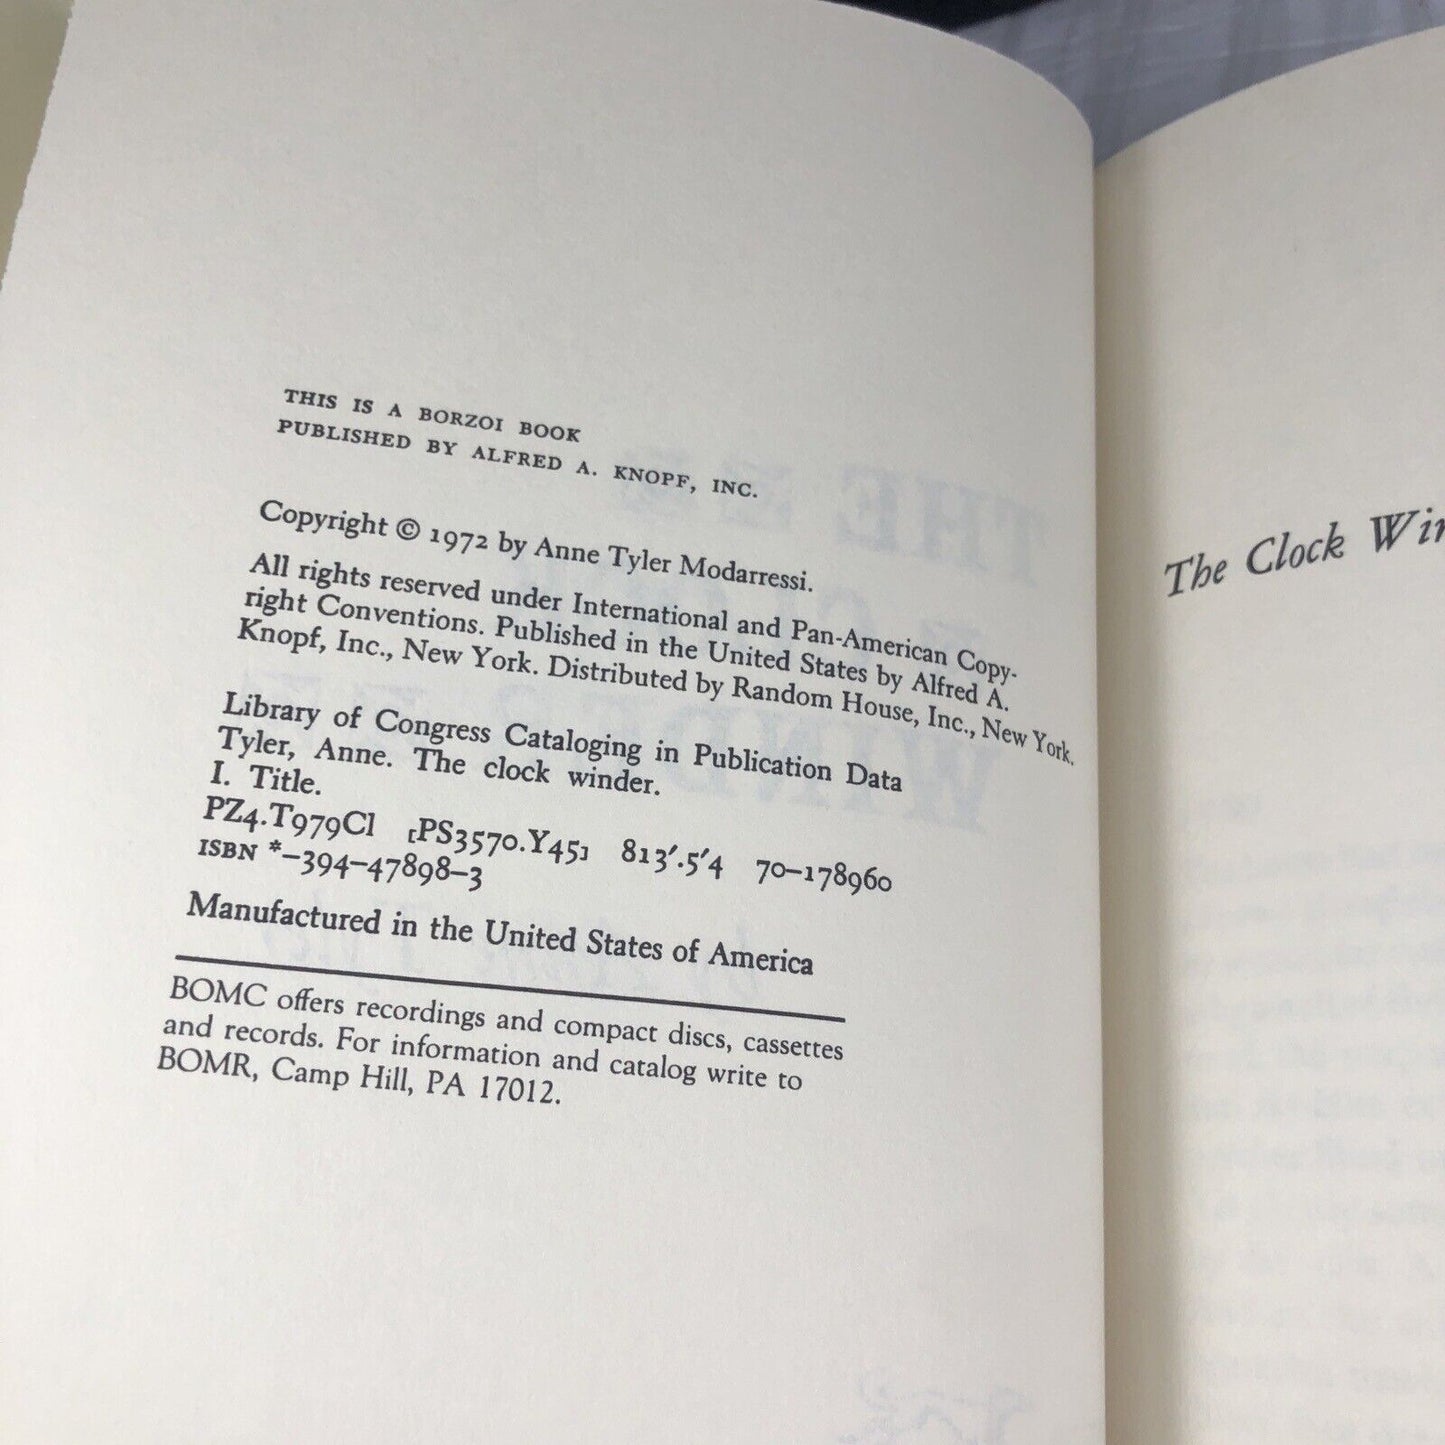 THIS IS A BORZOI BOOK
PUBLISHED BY ALFRED A. KNOPF, INC.
Copyright © 1972 by Anne Tyler Modarressi.
All rights reserved under International and Pan-American Copy-
right Conventions. Published in the United States by Alfred A.
Knopf, Inc., New York. Distributed by Random House, Inc., New York.
Library of Congress Cataloging in Publication Data
Tyler, Anne. The clock winder.
I. Title.
PZ4.T979Cl [PS3570.Y45] 813'.5'4 70-178960
ISBN *-394-47898-3
Manufactured in the United States of America
BOMC offers recordings and compact discs, cassettes
and records. For information and catalog write to
BOMR, Camp Hill, PA 17012.
The Clock